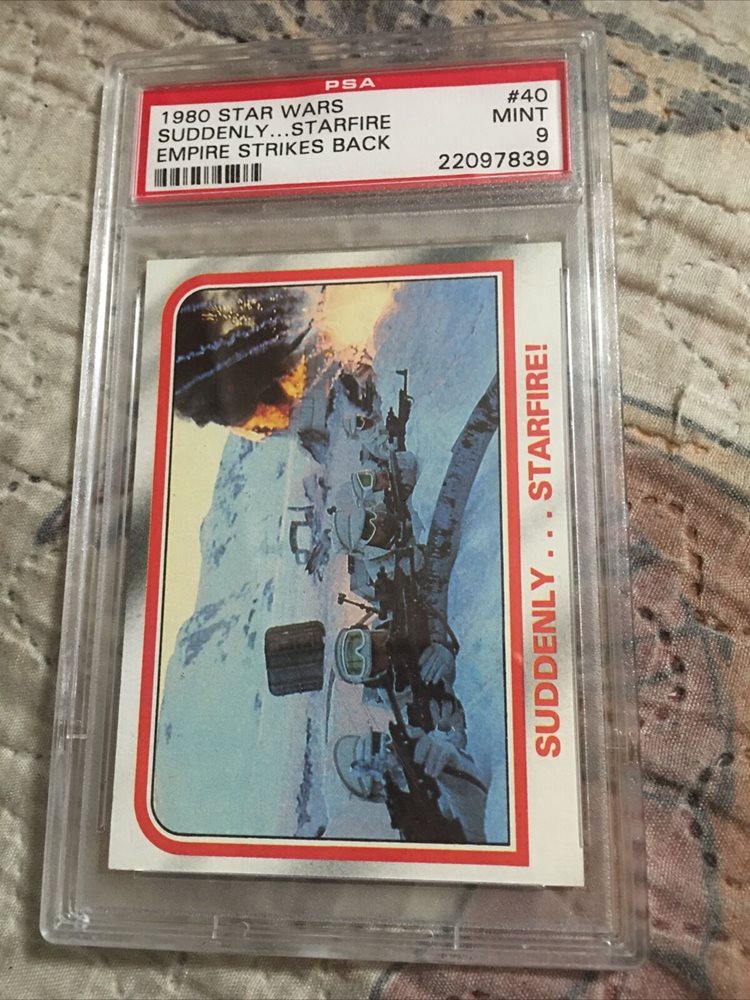 PSA
1980 STAR WARS #40
SUDDENLY...STARFIRE MINT
EMPIRE STRIKES BACK 9
22097839
SUDDENLY . . . STARFIRE!